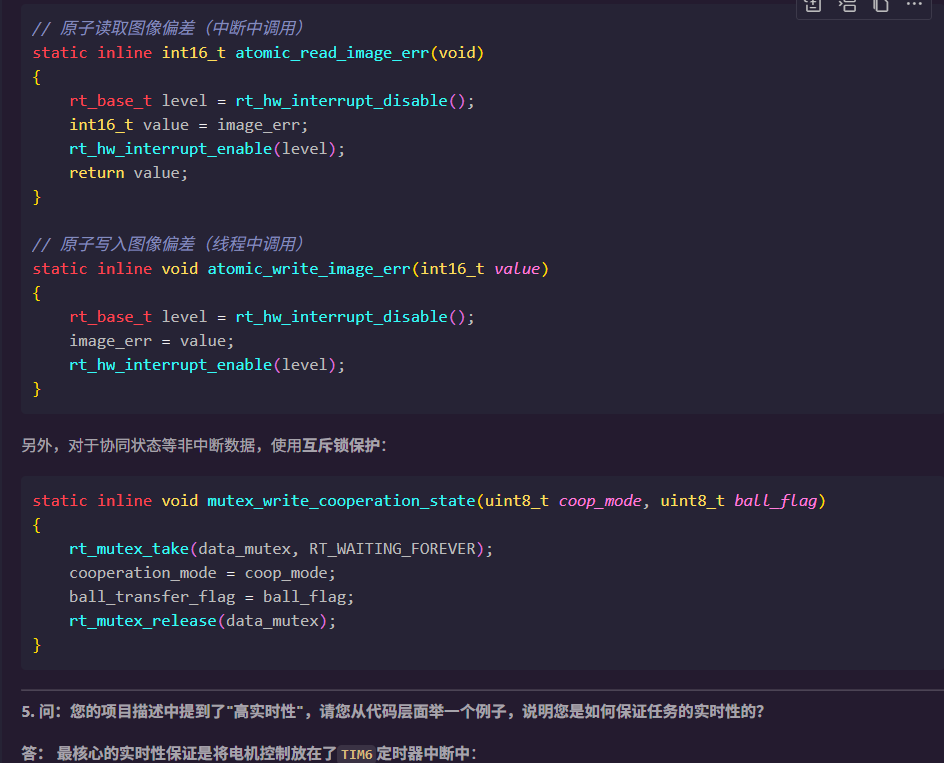 // 原子读取图像偏差（中断中调用）
static inline int16_t atomic_read_image_err(void)
{
    rt_base_t level = rt_hw_interrupt_disable();
    int16_t value = image_err;
    rt_hw_interrupt_enable(level);
    return value;
}
// 原子写入图像偏差（线程中调用）
static inline void atomic_write_image_err(int16_t value)
{
    rt_base_t level = rt_hw_interrupt_disable();
    image_err = value;
    rt_hw_interrupt_enable(level);
}
另外，对于协同状态等非中断数据，使用互斥锁保护：
static inline void mutex_write_cooperation_state(uint8_t coop_mode, uint8_t ball_flag)
{
    rt_mutex_take(data_mutex, RT_WAITING_FOREVER);
    cooperation_mode = coop_mode;
    ball_transfer_flag = ball_flag;
    rt_mutex_release(data_mutex);
}
5. 问：您的项目描述中提到了"高实时性"，请您从代码层面举一个例子，说明您是如何保证任务的实时性的？
答： 最核心的实时性保证是将电机控制放在了 TIM6 定时器中断中：